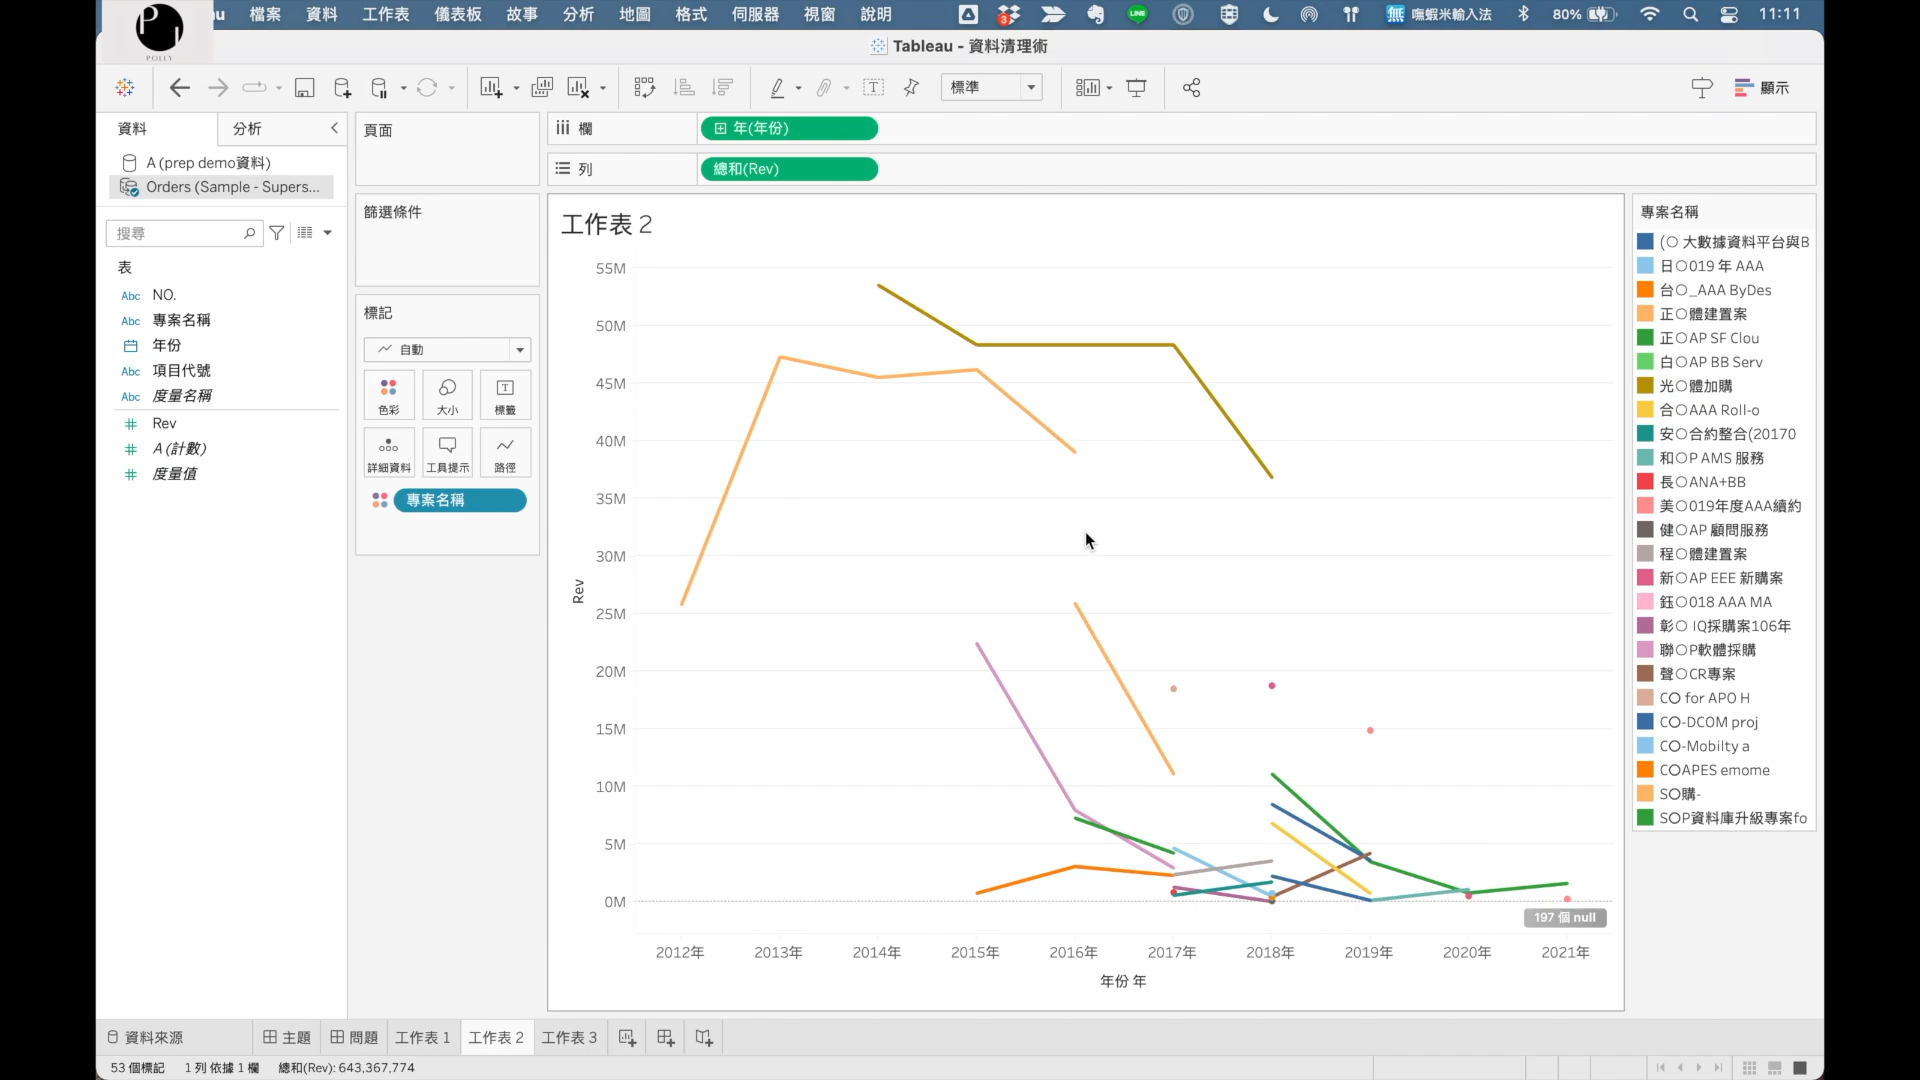 au 檔案 資料 工作表 儀表板 故事 分析 地圖 格式 伺服器 視窗 說明
3 LINE 無 嘸蝦米輸入法 80% 11:11
P
POLLY
Tableau - 資料清理術
標準
顯示
資料 分析
A (prep demo資料)
Orders (Sample - Supers...
搜尋
表
Abc NO.
Abc 專案名稱
年份
Abc 項目代號
Abc 度量名稱
Rev
A (計數)
度量值
頁面
篩選條件
標記
自動
色彩 大小 標籤
詳細資料 工具提示 路徑
專案名稱
欄 年(年份)
列 總和(Rev)
工作表 2
55M
50M
45M
40M
35M
30M
25M
20M
15M
10M
5M
0M
Rev
197 個 null
2012年 2013年 2014年 2015年 2016年 2017年 2018年 2019年 2020年 2021年
年份 年
專案名稱
(○ 大數據資料平台與B
日○019 年 AAA
台○_AAA ByDes
正○體建置案
正○AP SF Clou
白○AP BB Serv
光○體加購
合○AAA Roll-o
安○合約整合(20170
和○P AMS 服務
長○ANA+BB
美○019年度AAA續約
健○AP 顧問服務
程○體建置案
新○AP EEE 新購案
鈺○018 AAA MA
彰○ IQ採購案106年
聯○P軟體採購
聲○CR專案
CO for APO H
CO-DCOM proj
CO-Mobilty a
COAPES emome
SO購-
SOP資料庫升級專案fo
資料來源 主題 問題 工作表 1 工作表 2 工作表 3
53 個標記 1 列 依據 1 欄 總和(Rev): 643,367,774